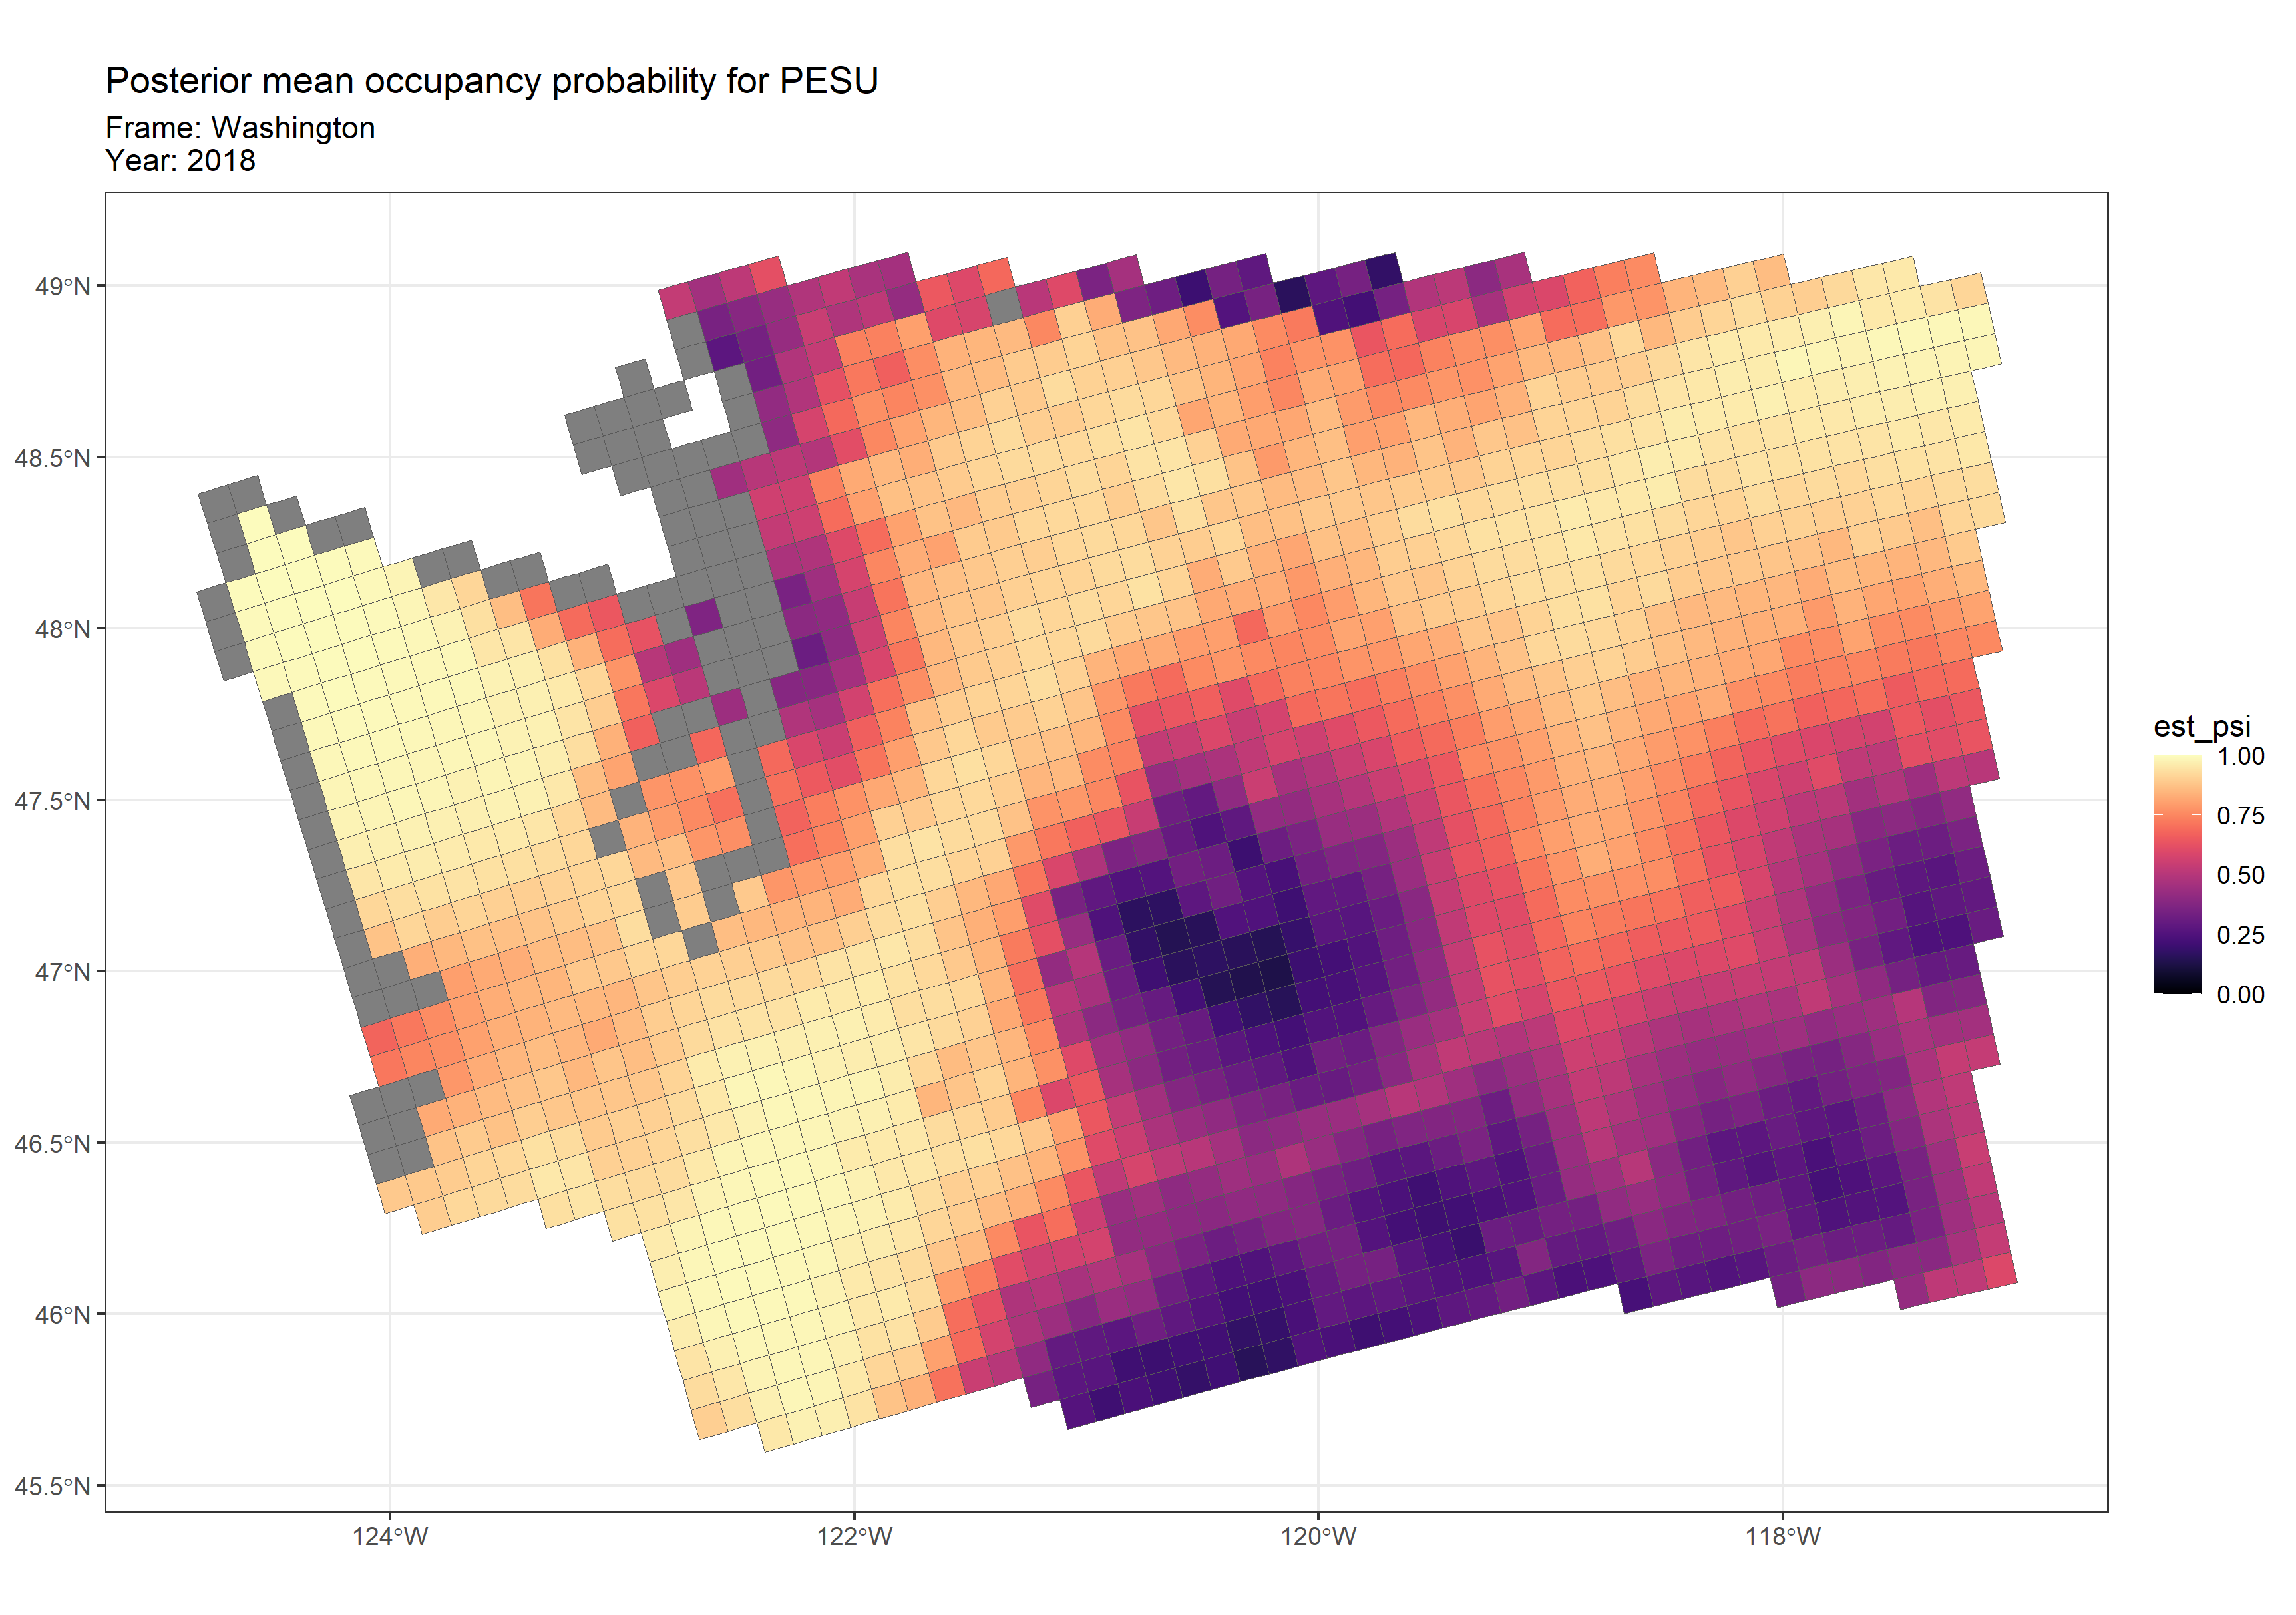 Posterior mean occupancy probability for PESU
Frame: Washington
Year: 2018
49°N
48.5°N
48°N
47.5°N
47°N
46.5°N
46°N
45.5°N
124°W
122°W
120°W
118°W
est_psi
1.00
0.75
0.50
0.25
0.00